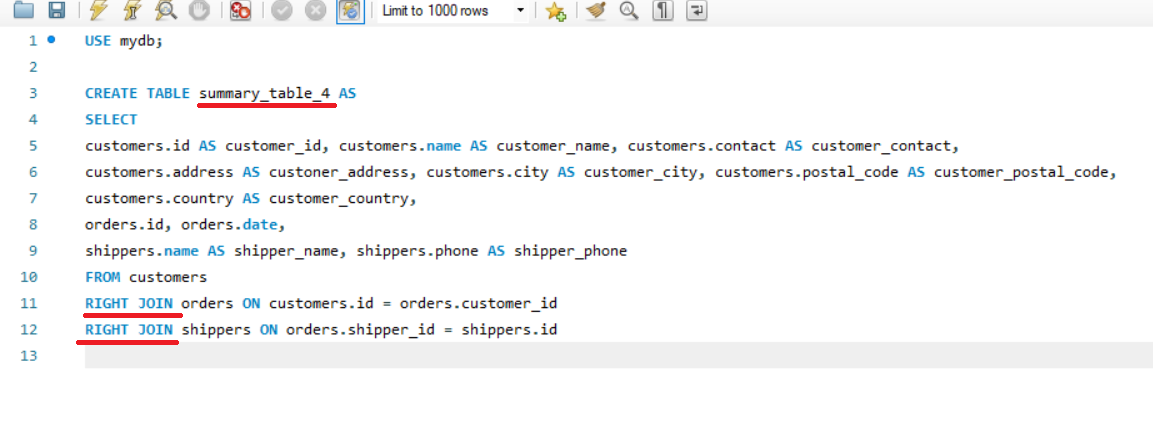 Limit to 1000 rows
1 USE mydb;
2
3 CREATE TABLE summary_table_4 AS
4 SELECT
5 customers.id AS customer_id, customers.name AS customer_name, customers.contact AS customer_contact,
6 customers.address AS custoner_address, customers.city AS customer_city, customers.postal_code AS customer_postal_code,
7 customers.country AS customer_country,
8 orders.id, orders.date,
9 shippers.name AS shipper_name, shippers.phone AS shipper_phone
10 FROM customers
11 RIGHT JOIN orders ON customers.id = orders.customer_id
12 RIGHT JOIN shippers ON orders.shipper_id = shippers.id
13